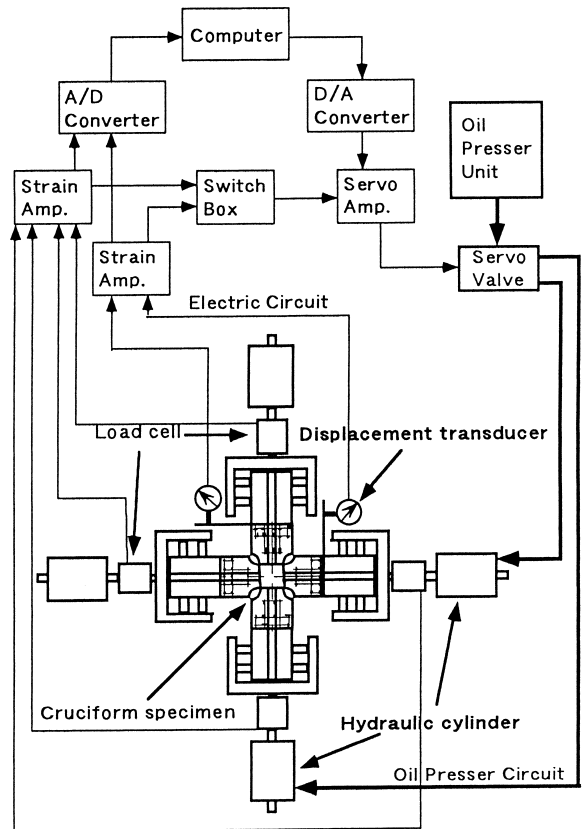 Computer
A/D
Converter
D/A
Converter
Oil
Presser
Unit
Strain
Amp.
Switch
Box
Servo
Amp.
Strain
Amp.
Servo
Valve
Electric Circuit
Load cell
Displacement transducer
Cruciform specimen
Hydraulic cylinder
Oil Presser Circuit